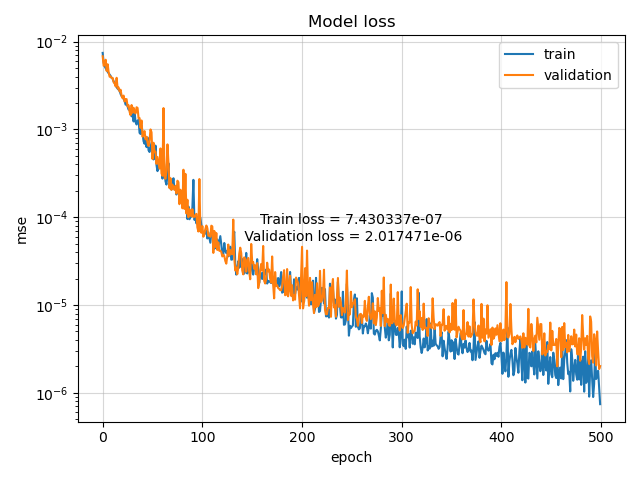 Model loss
train
validation
Train loss = 7.430337e-07
Validation loss = 2.017471e-06
mse
10⁻²
10⁻³
10⁻⁴
10⁻⁵
10⁻⁶
0 100 200 300 400 500
epoch